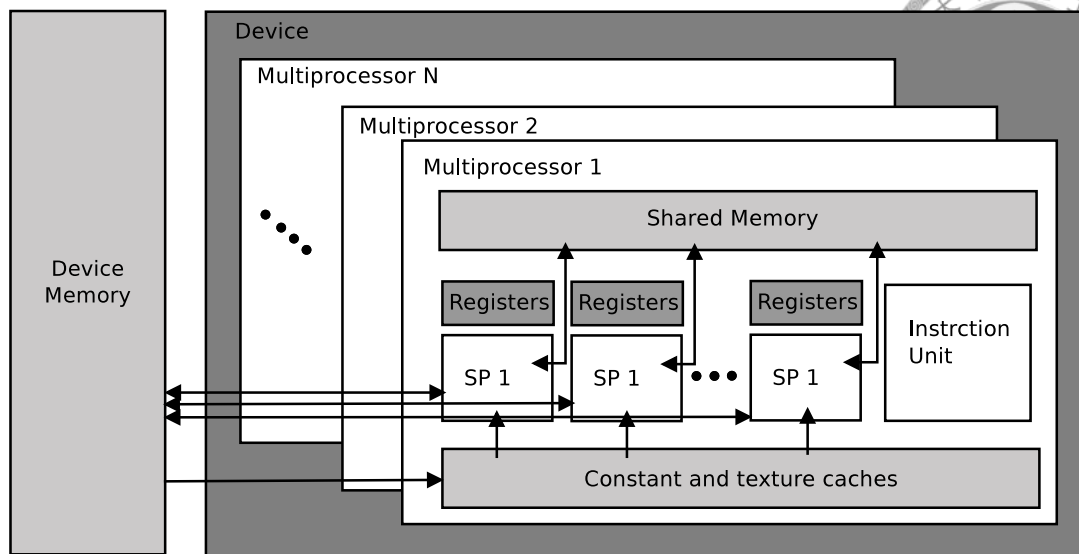 Device
Multiprocessor N
Multiprocessor 2
Multiprocessor 1
Shared Memory
Device
Memory
Registers
Registers
Registers
Instrction
Unit
SP 1
SP 1
SP 1
Constant and texture caches